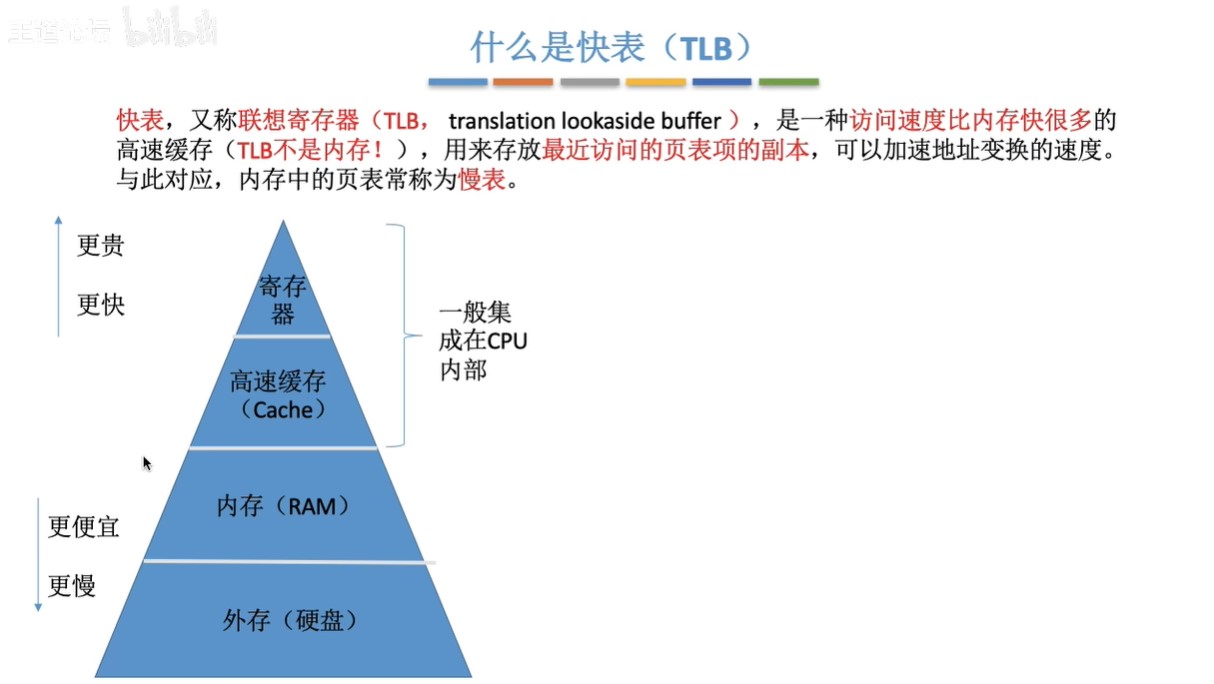 王道论坛 bilibili
什么是快表（TLB）
快表，又称联想寄存器（TLB， translation lookaside buffer ），是一种访问速度比内存快很多的
高速缓存（TLB不是内存！），用来存放最近访问的页表项的副本，可以加速地址变换的速度。
与此对应，内存中的页表常称为慢表。
更贵
更快
寄存
器
高速缓存
（Cache）
一般集
成在CPU
内部
内存（RAM）
更便宜
更慢
外存（硬盘）